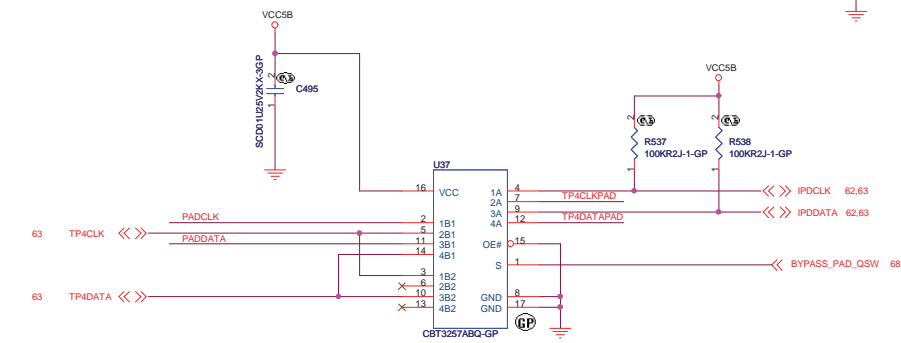 VCC5B
SCD01U25V2KX-3GP
2
C495
1
VCC5B
2
R537
100KR2J-1-GP
1
2
R538
100KR2J-1-GP
1
U37
16 VCC
1A 4
2A 7 TP4CLKPAD
3A 9
4A 12 TP4DATAPAD
IPDCLK 62,63
IPDDATA 62,63
PADCLK 2 1B1
63 TP4CLK 5 2B1
PADDATA 11 3B1
14 4B1
OE# 15
S 1 BYPASS_PAD_QSW 68
3 1B2
6 2B2
63 TP4DATA 10 3B2
13 4B2
GND 8
GND 17
GP
CBT3257ABQ-GP